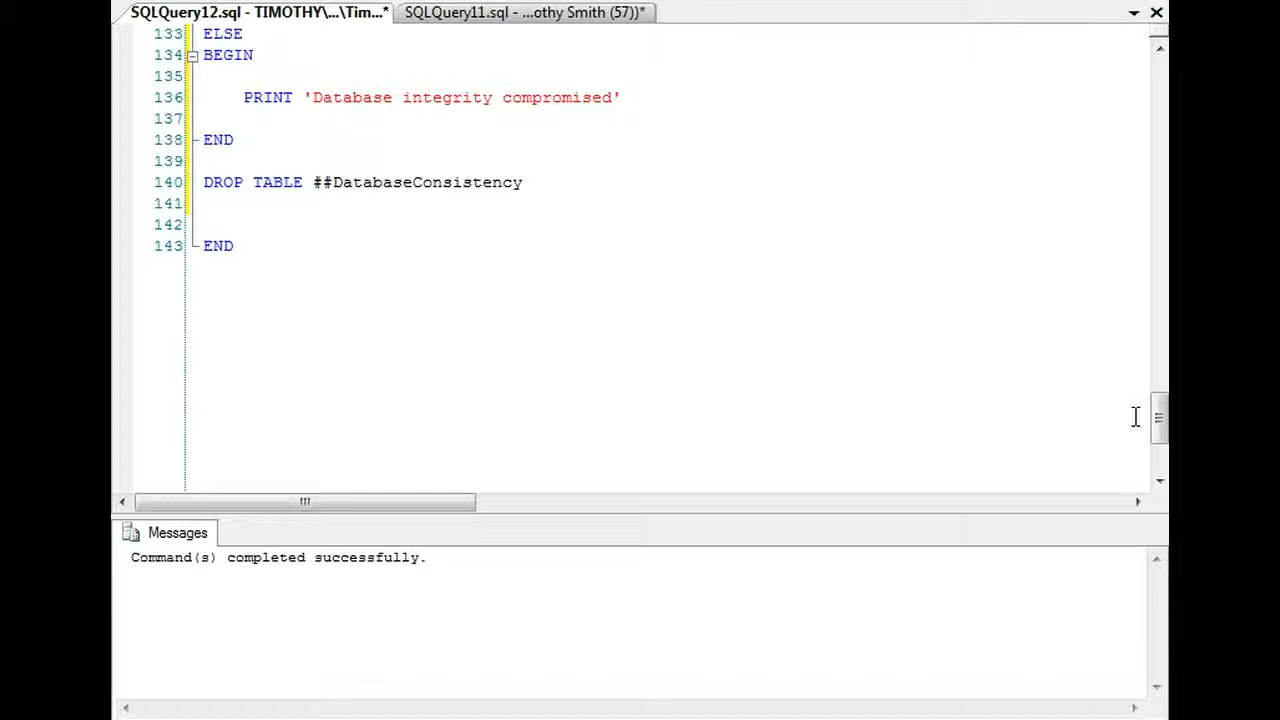 SQLQuery12.sql - TIMOTHY\...\Tim...* SQLQuery11.sql - ...othy Smith (57))*
133 ELSE
134 BEGIN
135
136 PRINT 'Database integrity compromised'
137
138 END
139
140 DROP TABLE ##DatabaseConsistency
141
142
143 END
Messages
Command(s) completed successfully.